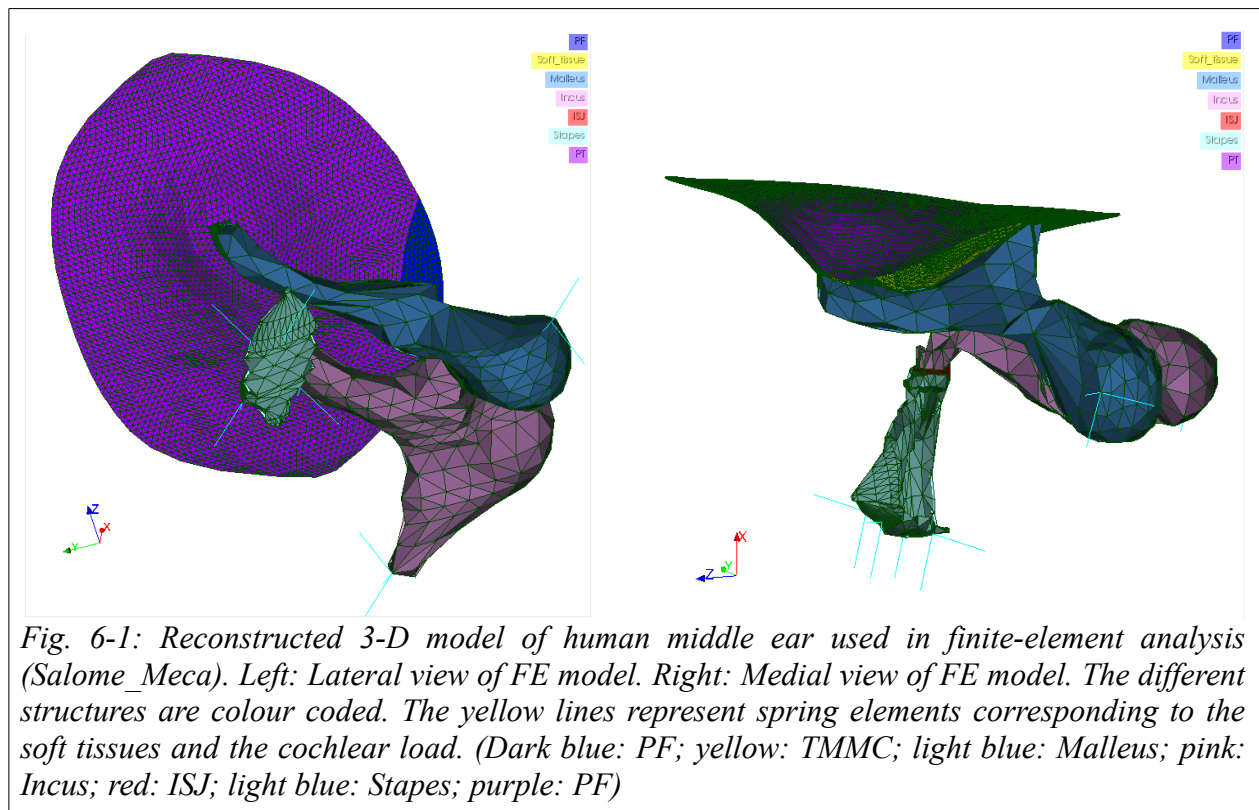 PF
Soft_tissue
Malleus
Incus
ISJ
Stapes
PT
Z
X
Y
PF
Soft_tissue
Malleus
Incus
ISJ
Stapes
PT
X
Y
Z
Fig. 6-1: Reconstructed 3-D model of human middle ear used in finite-element analysis
(Salome_Meca). Left: Lateral view of FE model. Right: Medial view of FE model. The different
structures are colour coded. The yellow lines represent spring elements corresponding to the
soft tissues and the cochlear load. (Dark blue: PF; yellow: TMMC; light blue: Malleus; pink:
Incus; red: ISJ; light blue: Stapes; purple: PF)